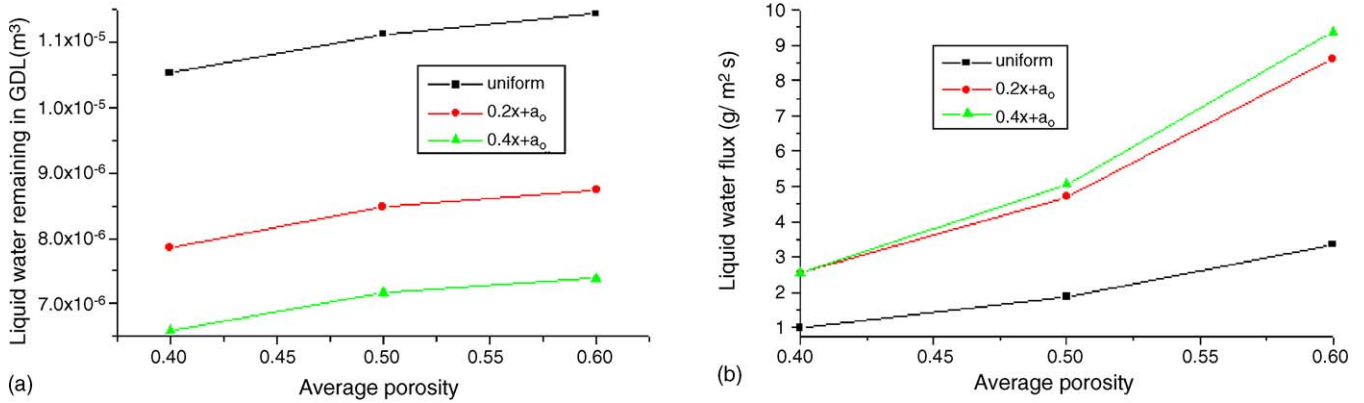 Liquid water remaining in GDL(m³)
1.1x10⁻⁵
1.0x10⁻⁵
9.0x10⁻⁶
8.0x10⁻⁶
7.0x10⁻⁶
uniform
0.2x+aₒ
0.4x+aₒ
0.40 0.45 0.50 0.55 0.60
Average porosity
(a)
Liquid water flux (g/ m² s)
10
9
8
7
6
5
4
3
2
1
uniform
0.2x+aₒ
0.4x+aₒ
0.40 0.45 0.50 0.55 0.60
Average porosity
(b)